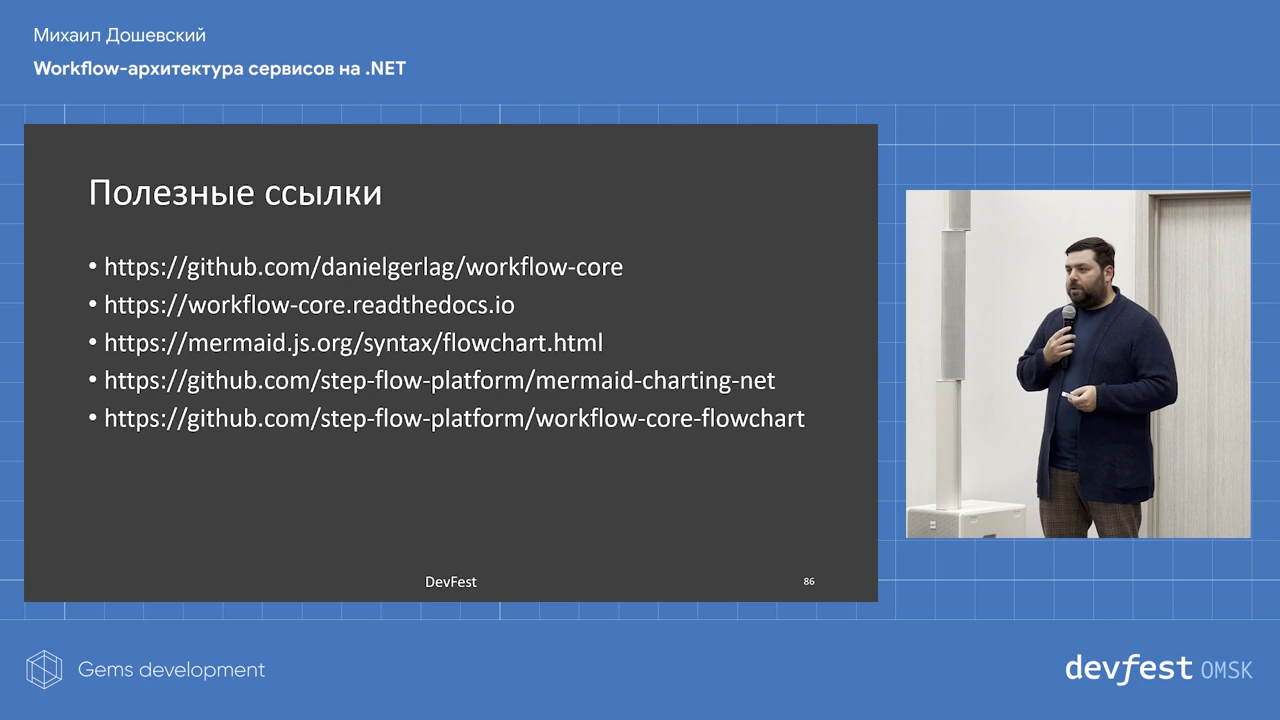 Михаил Дошевский
Workflow-архитектура сервисов на .NET
Полезные ссылки
• https://github.com/danielgerlag/workflow-core
• https://workflow-core.readthedocs.io
• https://mermaid.js.org/syntax/flowchart.html
• https://github.com/step-flow-platform/mermaid-charting-net
• https://github.com/step-flow-platform/workflow-core-flowchart
DevFest
86
Gems development
devfest OMSK